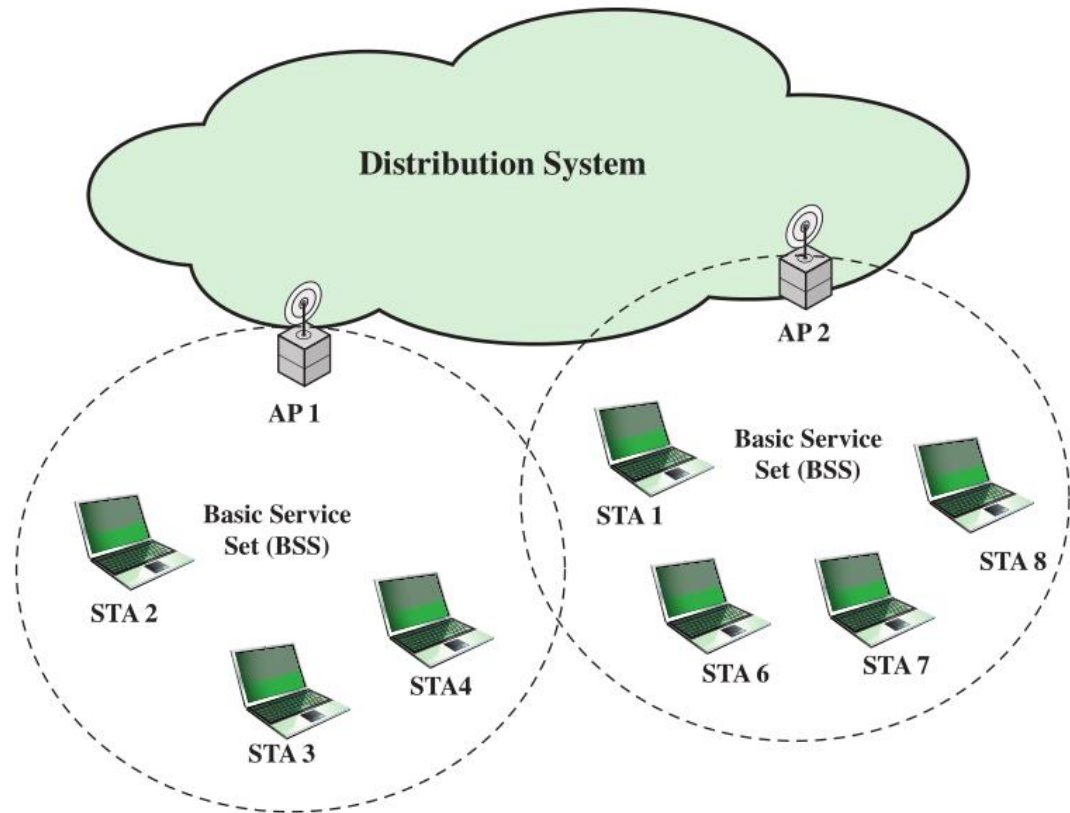 Distribution System
AP 2
AP 1
Basic Service
Set (BSS)
STA 1
STA 8
Basic Service
Set (BSS)
STA 2
STA4
STA 6
STA 7
STA 3